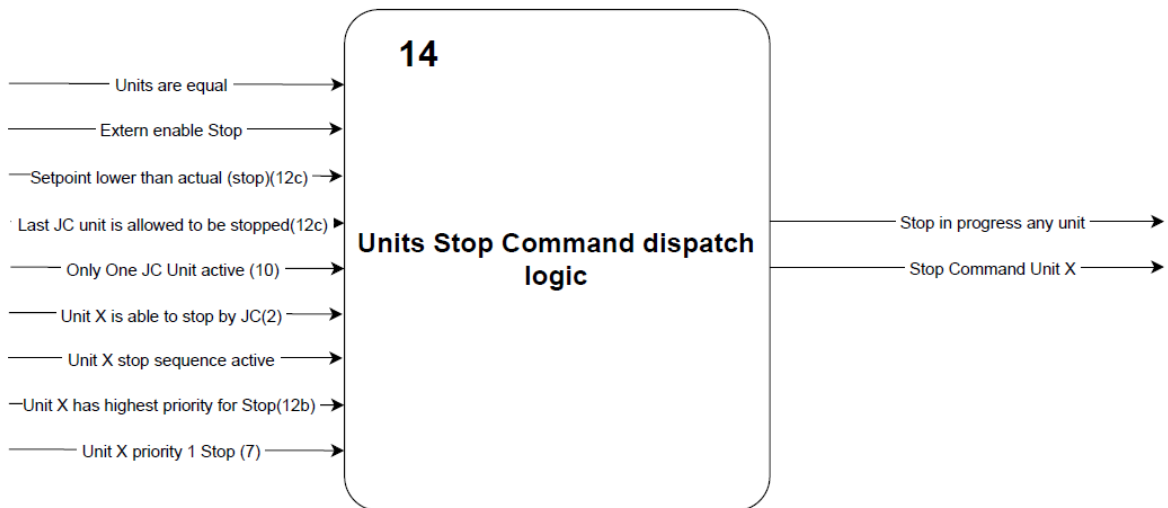 14
Units are equal
Extern enable Stop
Setpoint lower than actual (stop)(12c)
Last JC unit is allowed to be stopped(12c)
Only One JC Unit active (10)
Unit X is able to stop by JC(2)
Unit X stop sequence active
Unit X has highest priority for Stop(12b)
Unit X priority 1 Stop (7)
Units Stop Command dispatch
logic
Stop in progress any unit
Stop Command Unit X